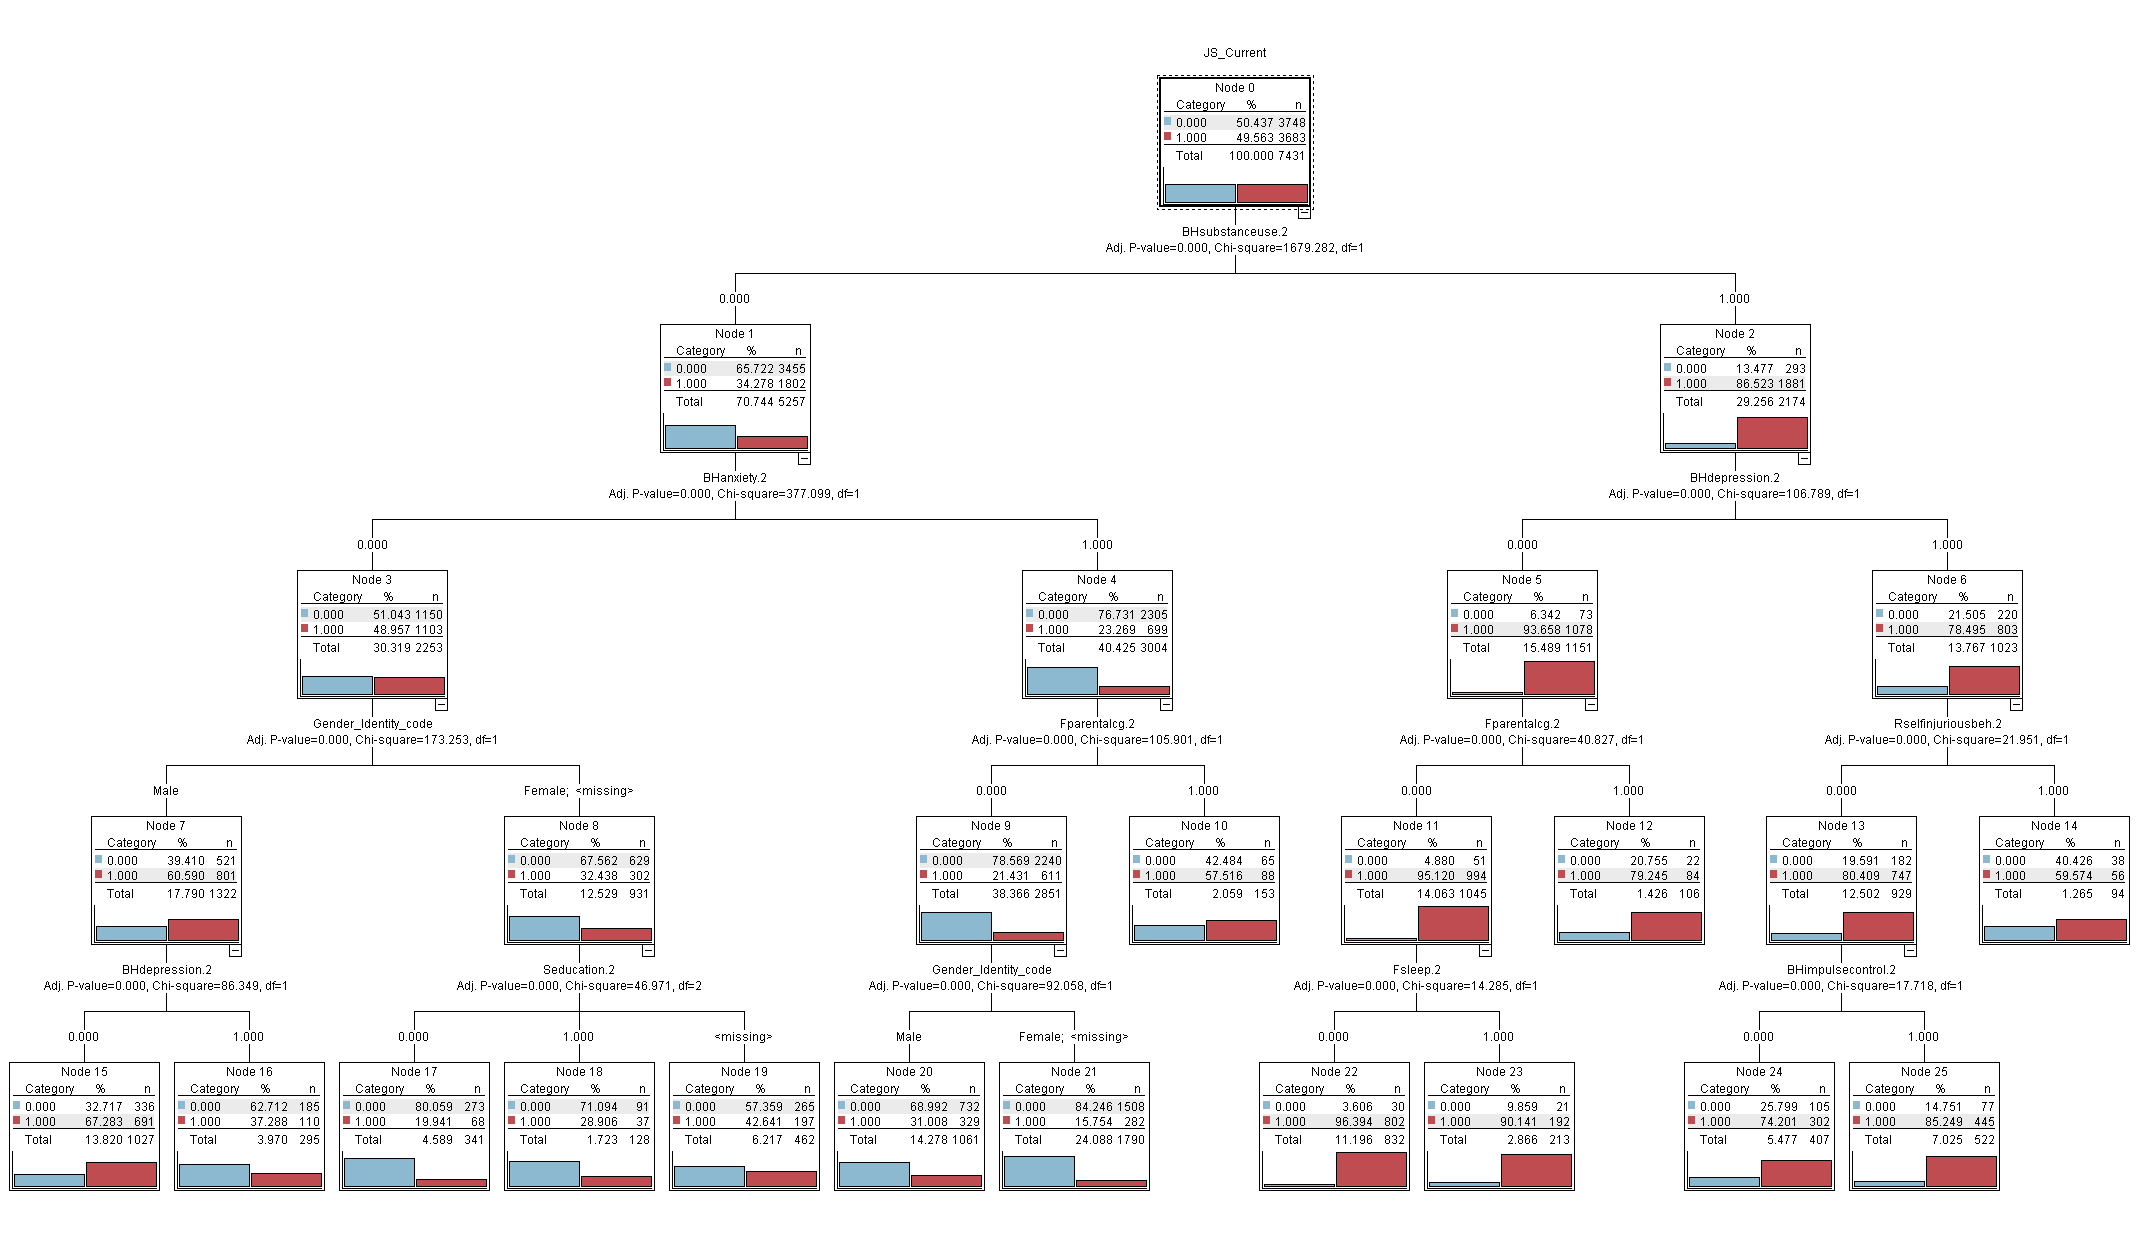 JS_Current
Node 0
Category % n
0.000 50.437 3748
1.000 49.563 3683
Total 100.000 7431
BHsubstanceuse.2
Adj. P-value=0.000, Chi-square=1679.282, df=1
0.000
1.000
Node 1
Category % n
0.000 65.722 3455
1.000 34.278 1802
Total 70.744 5257
Node 2
Category % n
0.000 13.477 293
1.000 86.523 1881
Total 29.256 2174
BHanxiety.2
Adj. P-value=0.000, Chi-square=377.099, df=1
BHdepression.2
Adj. P-value=0.000, Chi-square=106.789, df=1
0.000
1.000
0.000
1.000
Node 3
Category % n
0.000 51.043 1150
1.000 48.957 1103
Total 30.319 2253
Node 4
Category % n
0.000 76.731 2305
1.000 23.269 699
Total 40.425 3004
Node 5
Category % n
0.000 6.342 73
1.000 93.658 1078
Total 15.489 1151
Node 6
Category % n
0.000 21.505 220
1.000 78.495 803
Total 13.767 1023
Gender_Identity_code
Adj. P-value=0.000, Chi-square=173.253, df=1
Fparentalcg.2
Adj. P-value=0.000, Chi-square=105.901, df=1
Fparentalcg.2
Adj. P-value=0.000, Chi-square=40.827, df=1
Rselfinjuriousbeh.2
Adj. P-value=0.000, Chi-square=21.951, df=1
Male
Female; <missing>
0.000
1.000
0.000
1.000
0.000
1.000
Node 7
Category % n
0.000 39.410 521
1.000 60.590 801
Total 17.790 1322
Node 8
Category % n
0.000 67.562 629
1.000 32.438 302
Total 12.529 931
Node 9
Category % n
0.000 78.569 2240
1.000 21.431 611
Total 38.366 2851
Node 10
Category % n
0.000 42.484 65
1.000 57.516 88
Total 2.059 153
Node 11
Category % n
0.000 4.880 51
1.000 95.120 994
Total 14.063 1045
Node 12
Category % n
0.000 20.755 22
1.000 79.245 84
Total 1.426 106
Node 13
Category % n
0.000 19.591 182
1.000 80.409 747
Total 12.502 929
Node 14
Category % n
0.000 40.426 38
1.000 59.574 56
Total 1.265 94
BHdepression.2
Adj. P-value=0.000, Chi-square=86.349, df=1
Seducation.2
Adj. P-value=0.000, Chi-square=46.971, df=2
Gender_Identity_code
Adj. P-value=0.000, Chi-square=92.058, df=1
Fsleep.2
Adj. P-value=0.000, Chi-square=14.285, df=1
BHimpulsecontrol.2
Adj. P-value=0.000, Chi-square=17.718, df=1
0.000
1.000
0.000
1.000
<missing>
Male
Female; <missing>
0.000
1.000
0.000
1.000
Node 15
Category % n
0.000 32.717 336
1.000 67.283 691
Total 13.820 1027
Node 16
Category % n
0.000 62.712 185
1.000 37.288 110
Total 3.970 295
Node 17
Category % n
0.000 80.059 273
1.000 19.941 68
Total 4.589 341
Node 18
Category % n
0.000 71.094 91
1.000 28.906 37
Total 1.723 128
Node 19
Category % n
0.000 57.359 265
1.000 42.641 197
Total 6.217 462
Node 20
Category % n
0.000 68.992 732
1.000 31.008 329
Total 14.278 1061
Node 21
Category % n
0.000 84.246 1508
1.000 15.754 282
Total 24.088 1790
Node 22
Category % n
0.000 3.606 30
1.000 96.394 802
Total 11.196 832
Node 23
Category % n
0.000 9.859 21
1.000 90.141 192
Total 2.866 213
Node 24
Category % n
0.000 25.799 105
1.000 74.201 302
Total 5.477 407
Node 25
Category % n
0.000 14.751 77
1.000 85.249 445
Total 7.025 522